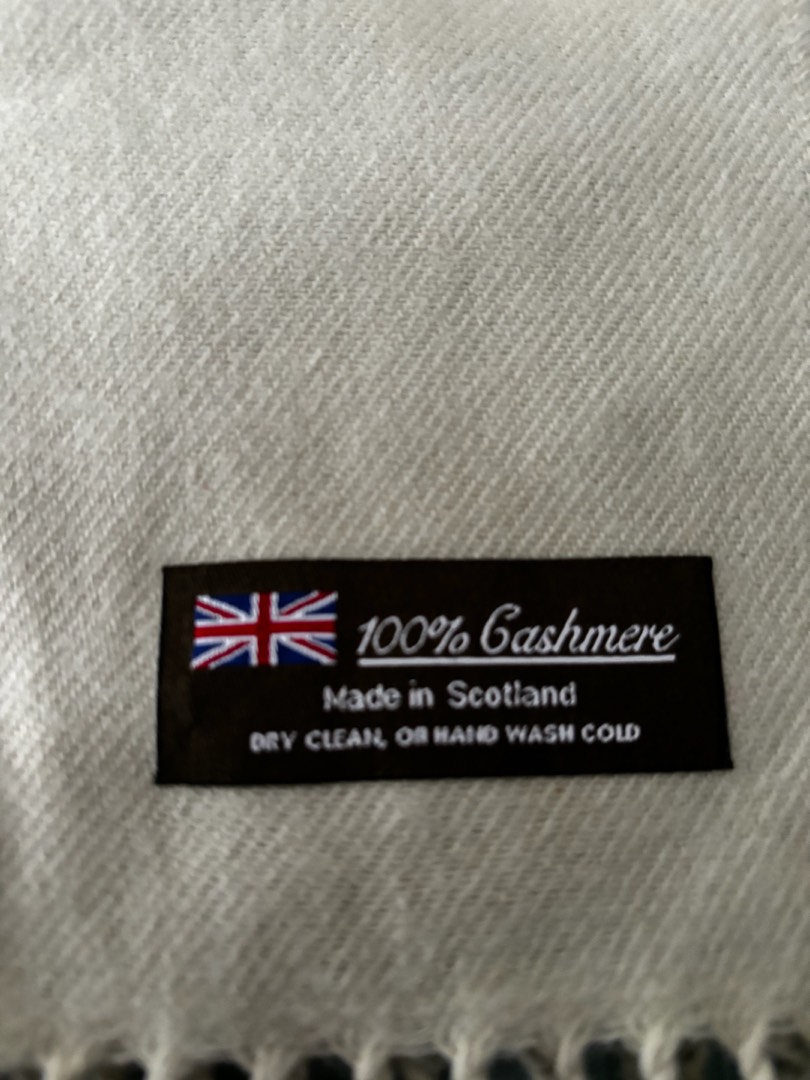 100% Cashmere
Made in Scotland
DRY CLEAN, OR HAND WASH COLD